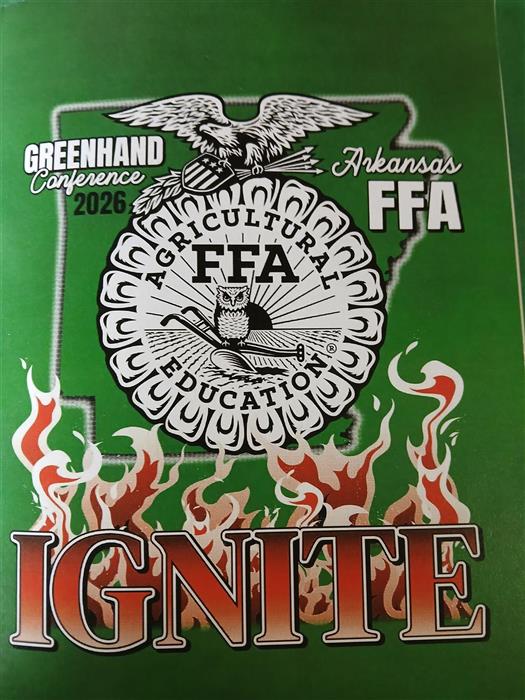 GREENHAND
Conference
2026
Arkansas
FFA
AGRICULTURAL
FFA
EDUCATION®
IGNITE